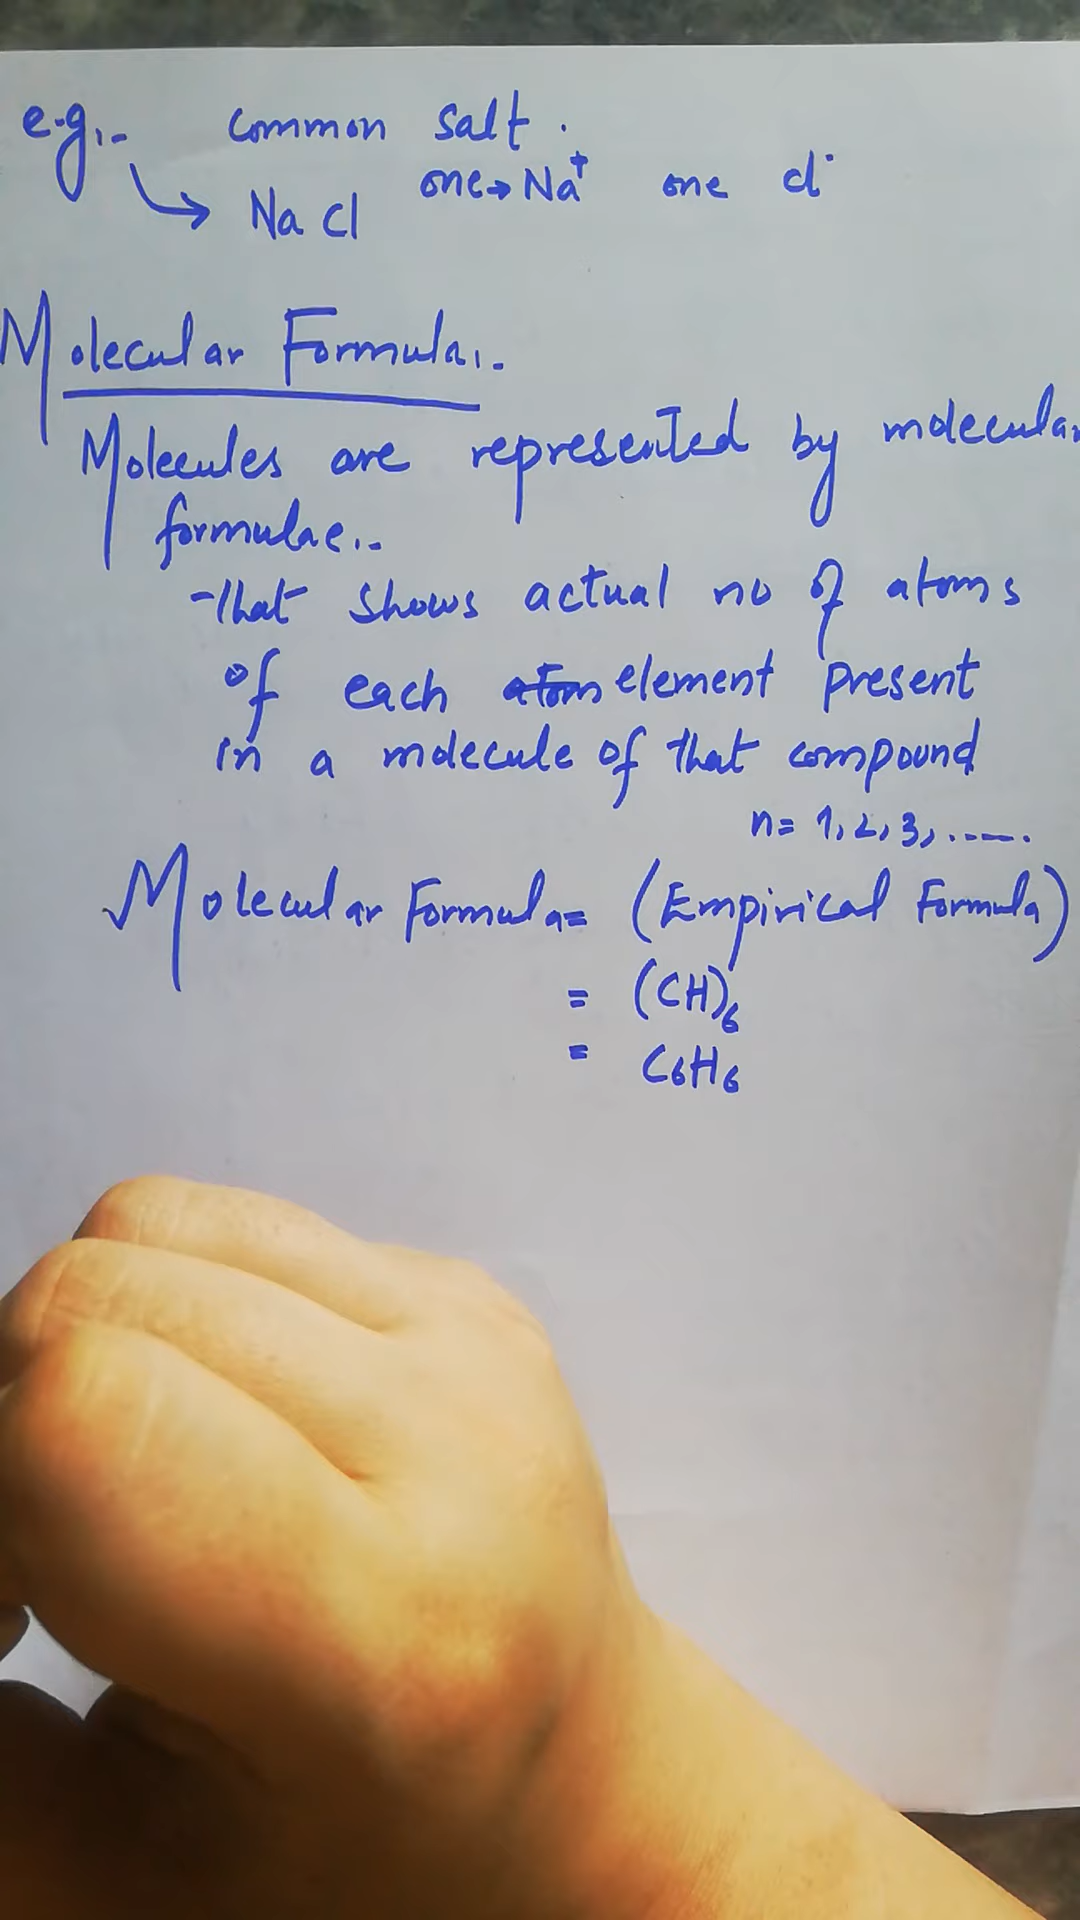 e.g:- common salt.
→ NaCl one→Na⁺ one Cl⁻
Molecular Formula:-
Molecules are represented by molecular
formulae:-
-that shows actual no of atoms
of each atom element present
in a molecule of that compound
n= 1, 2, 3, ......
Molecular Formula= (Empirical Formula)
= (CH)₆
= C₆H₆